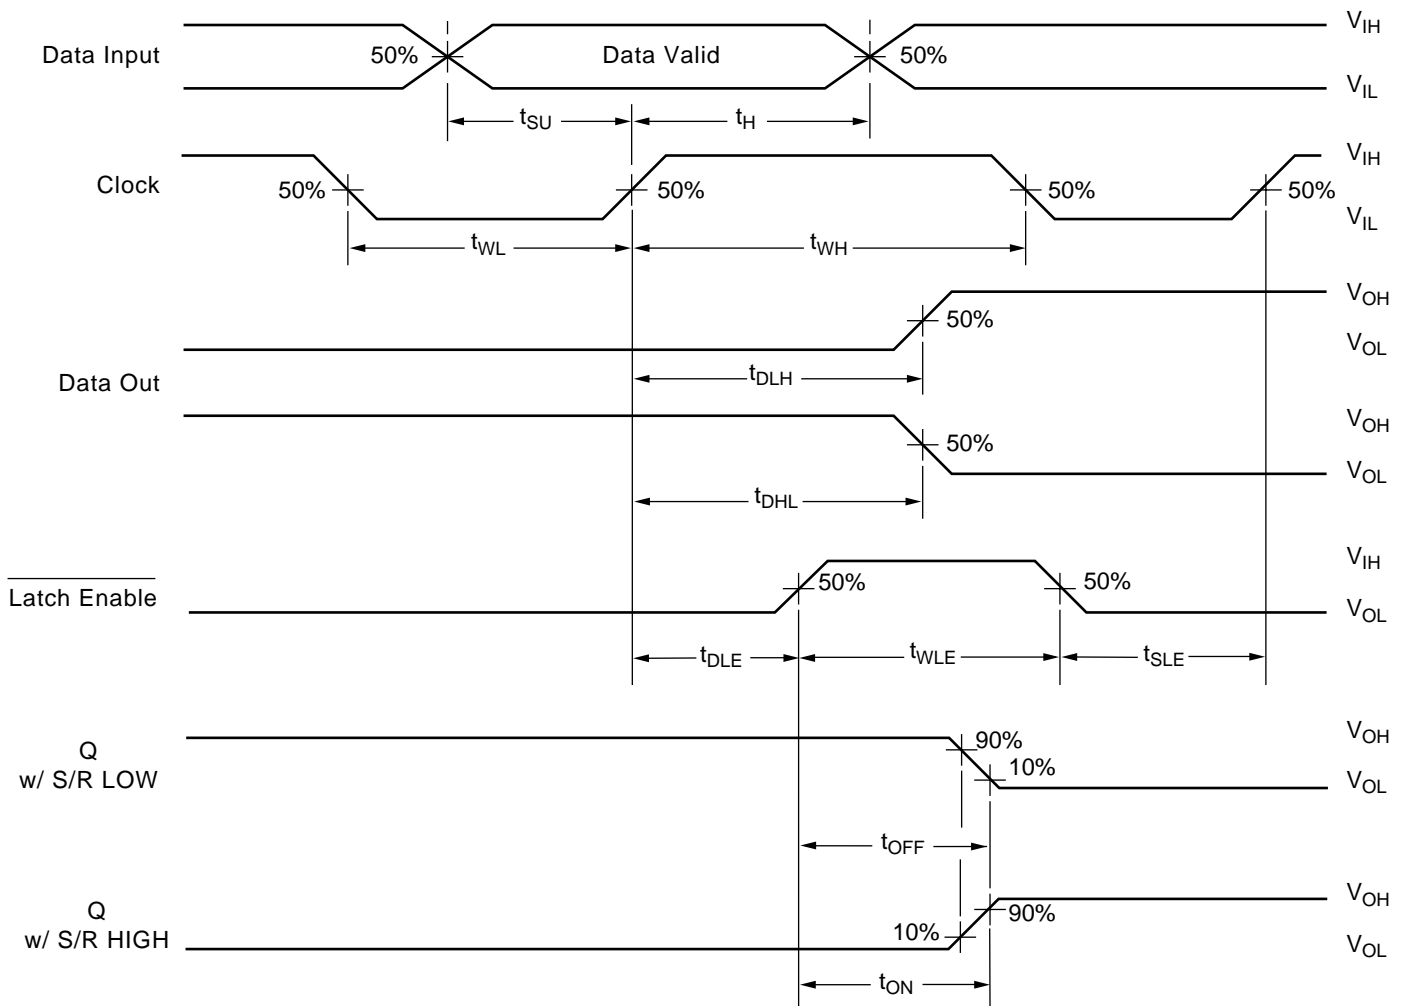 Data Input 50% Data Valid 50% VIH
VIL
tSU tH
Clock 50% 50% 50% 50% VIH
VIL
tWL tWH
Data Out
50% VOH
VOL
tDLH
50% VOH
VOL
tDHL
Latch Enable 50% 50% VIH
VOL
tDLE tWLE tSLE
Q
w/ S/R LOW
90% VOH
10% VOL
tOFF
Q
w/ S/R HIGH
10% 90% VOH
VOL
tON